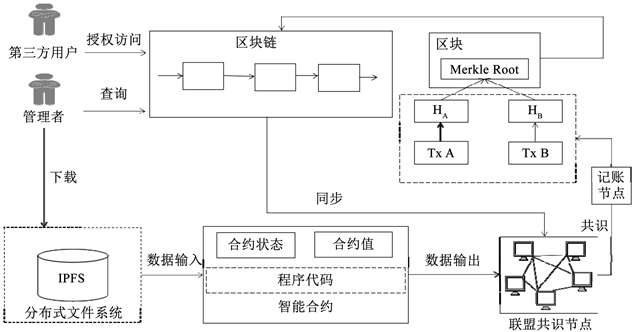 第三方用户
授权访问
区块链
区块
Merkle Root
管理者
查询
HA
HB
Tx A
Tx B
下载
同步
记账
节点
共识
IPFS
分布式文件系统
数据输入
合约状态
合约值
程序代码
智能合约
数据输出
联盟共识节点